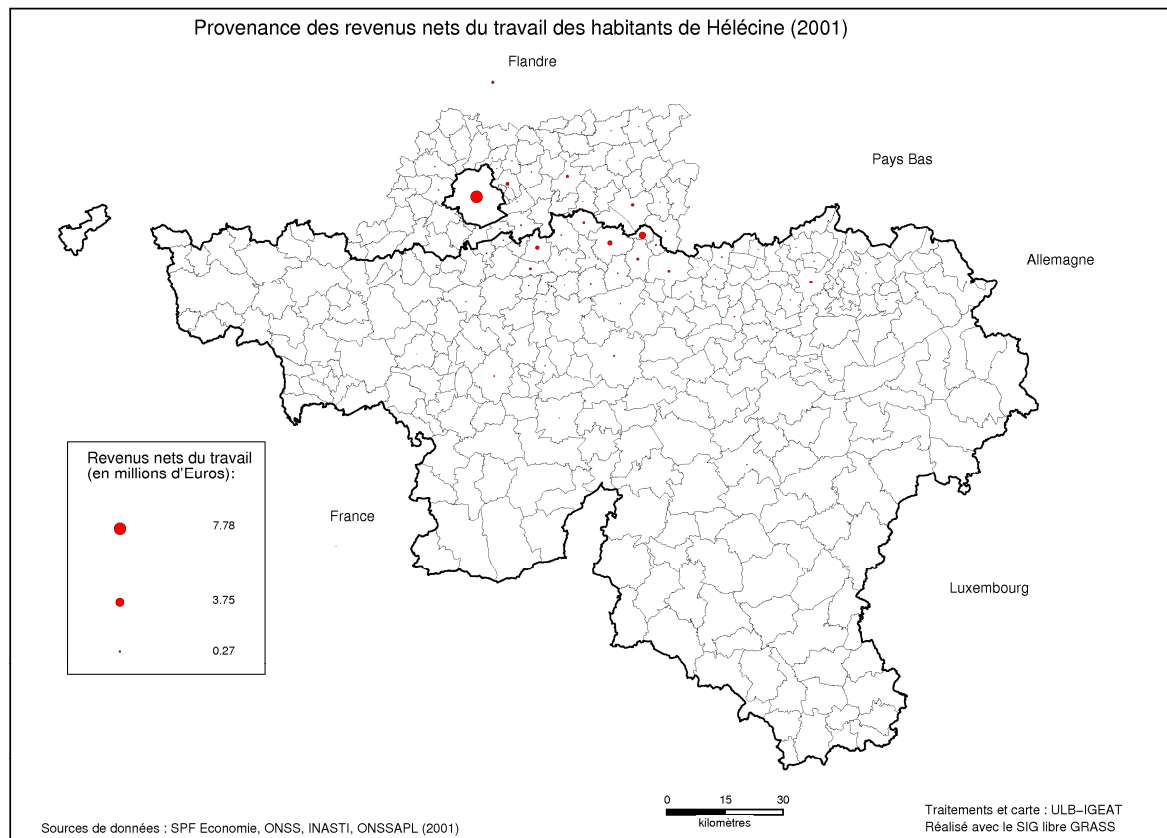 Provenance des revenus nets du travail des habitants de Hélécine (2001)
Flandre
Pays Bas
Allemagne
Revenus nets du travail
(en millions d'Euros):
7.78
3.75
0.27
France
Luxembourg
0 15 30
kilomètres
Sources de données : SPF Economie, ONSS, INASTI, ONSSAPL (2001)
Traitements et carte : ULB−IGEAT
Réalisé avec le SIG libre GRASS